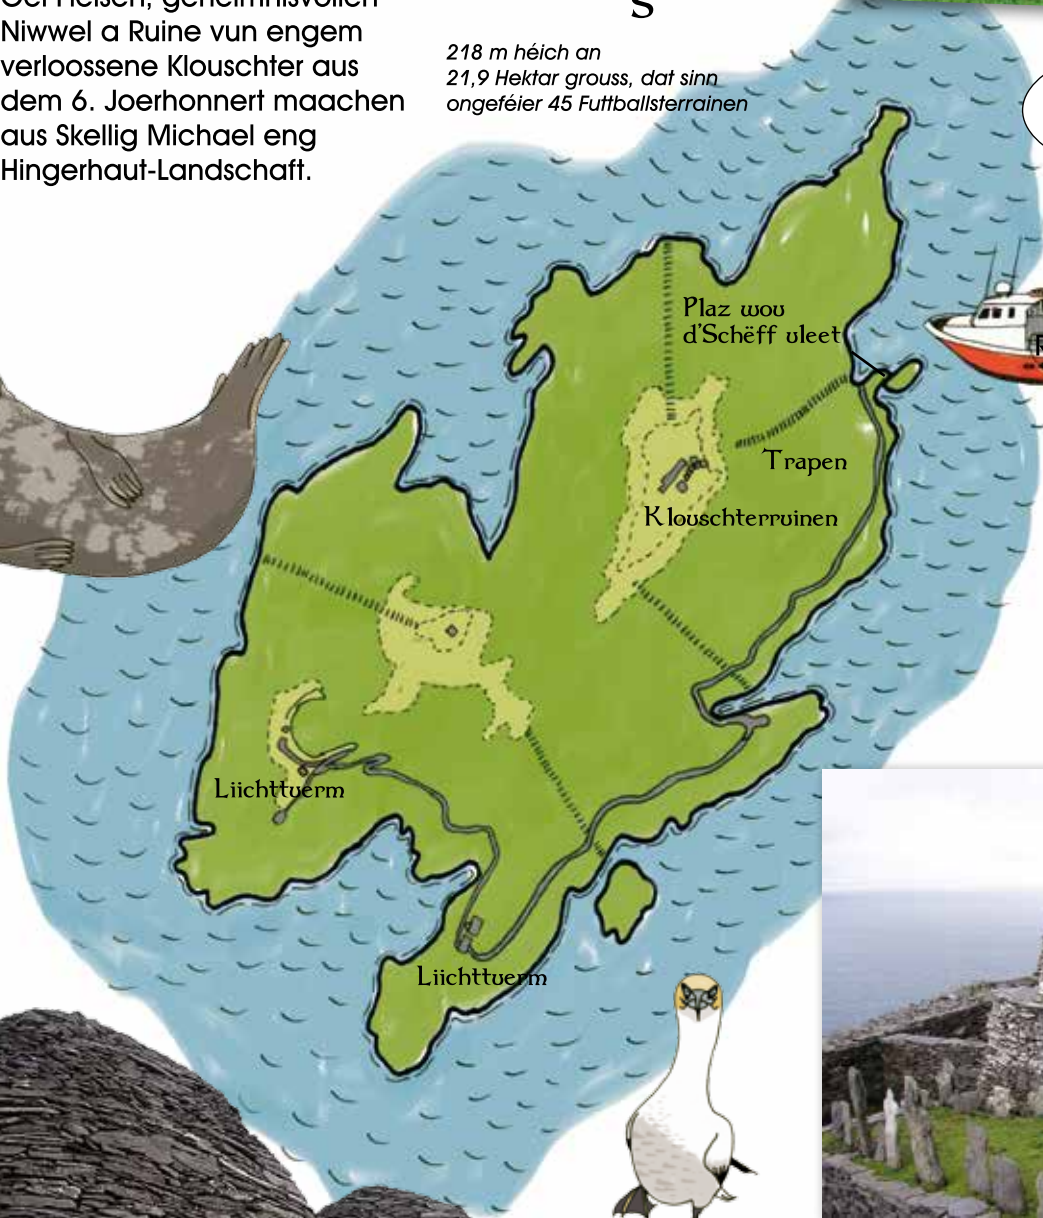 Niwwel a Ruine vun engem
verloossene Klouschter aus
dem 6. Joerhonnert maachen
aus Skellig Michael eng
Hingerhaut-Landschaft.
s
218 m héich an
21,9 Hektar grouss, dat sinn
ongeféier 45 Futtballsterrainen
Plaz wou
d'Schëff uleet
Trapen
Klouschterruinen
Liichttuerm
Liichttuerm